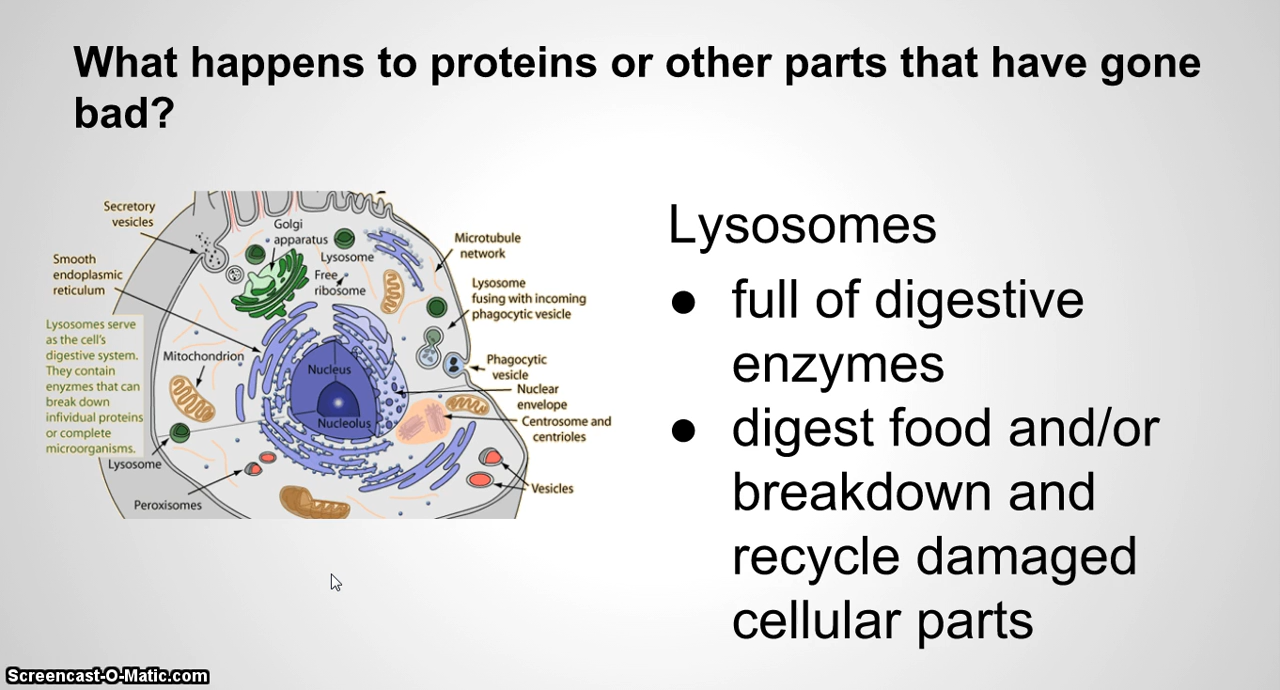 What happens to proteins or other parts that have gone
bad?
Secretory
vesicles
Golgi
apparatus
Lysosome
Free
ribosome
Microtubule
network
Smooth
endoplasmic
reticulum
Lysosome
fusing with incoming
phagocytic vesicle
Lysosomes serve
as the cell's
digestive system.
They contain
enyzmes that can
break down
infividual proteins
or complete
microorganisms.
Mitochondrion
Nucleus
Nucleolus
Phagocytic
vesicle
Nuclear
envelope
Centrosome and
centrioles
Lysosome
Peroxisomes
Vesicles
Lysosomes
● full of digestive
enzymes
● digest food and/or
breakdown and
recycle damaged
cellular parts
Screencast-O-Matic.com